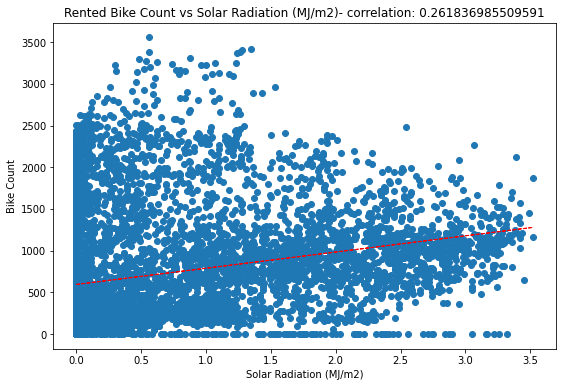 Rented Bike Count vs Solar Radiation (MJ/m2)- correlation: 0.261836985509591
3500
3000
2500
2000
1500
1000
500
0
Bike Count
0.0 0.5 1.0 1.5 2.0 2.5 3.0 3.5
Solar Radiation (MJ/m2)